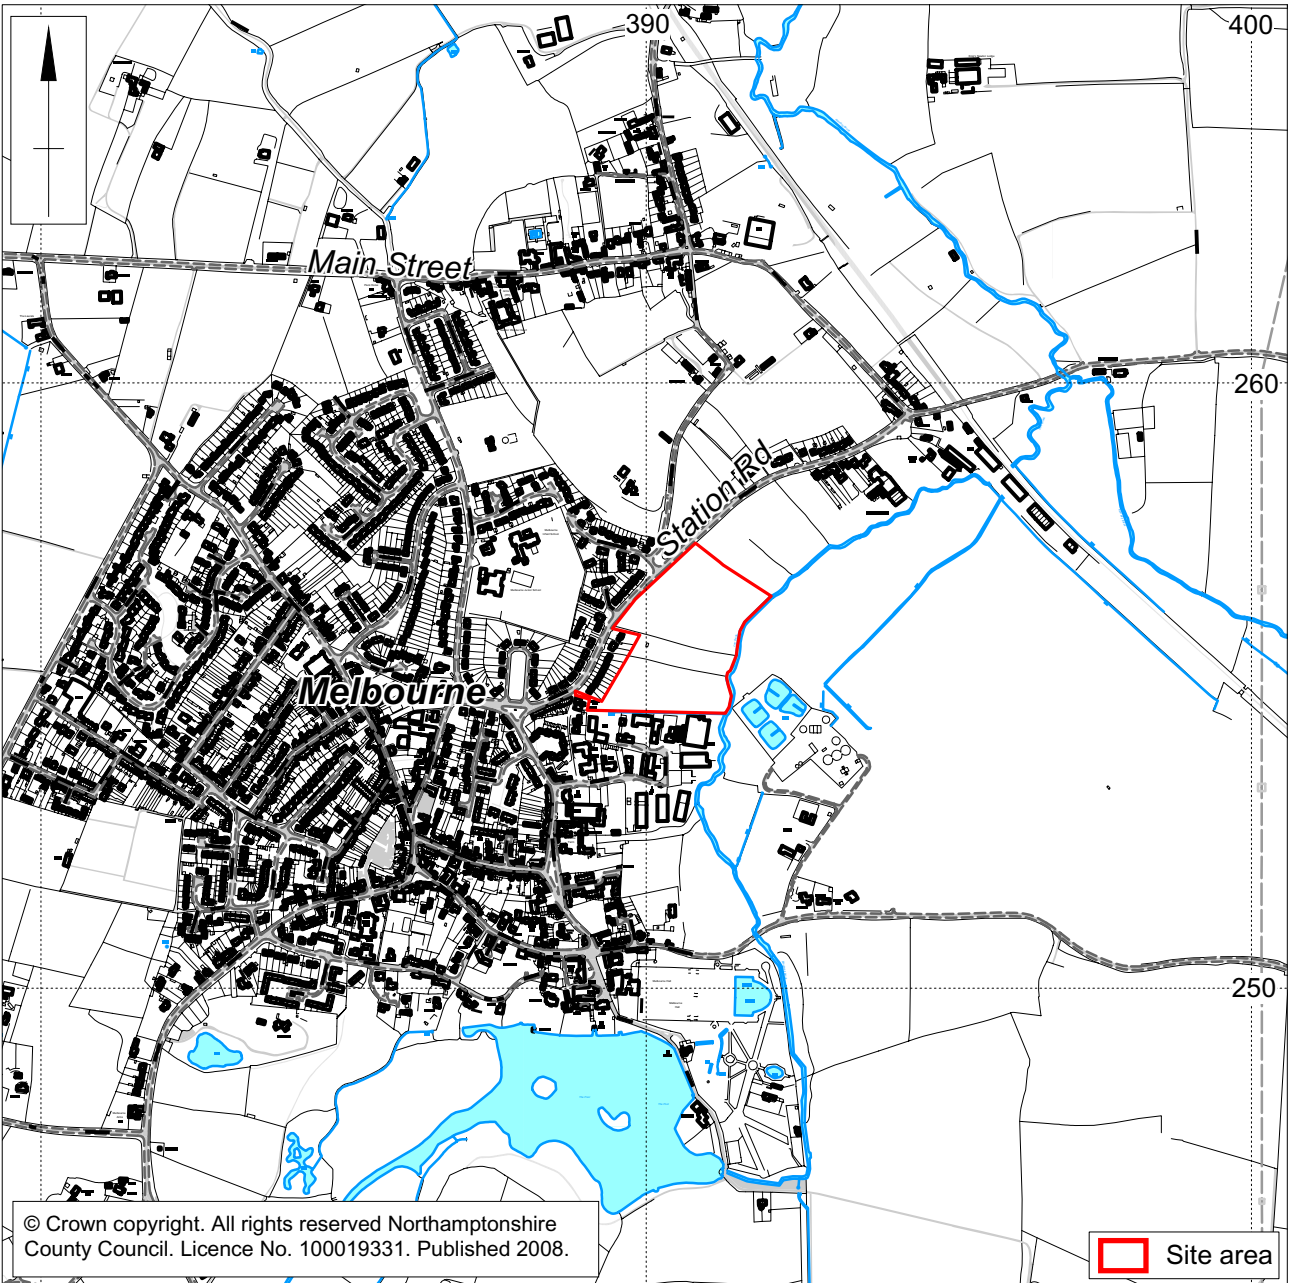 390
400
Main Street
260
Station Rd
Melbourne
250
© Crown copyright. All rights reserved Northamptonshire
County Council. Licence No. 100019331. Published 2008.
Site area